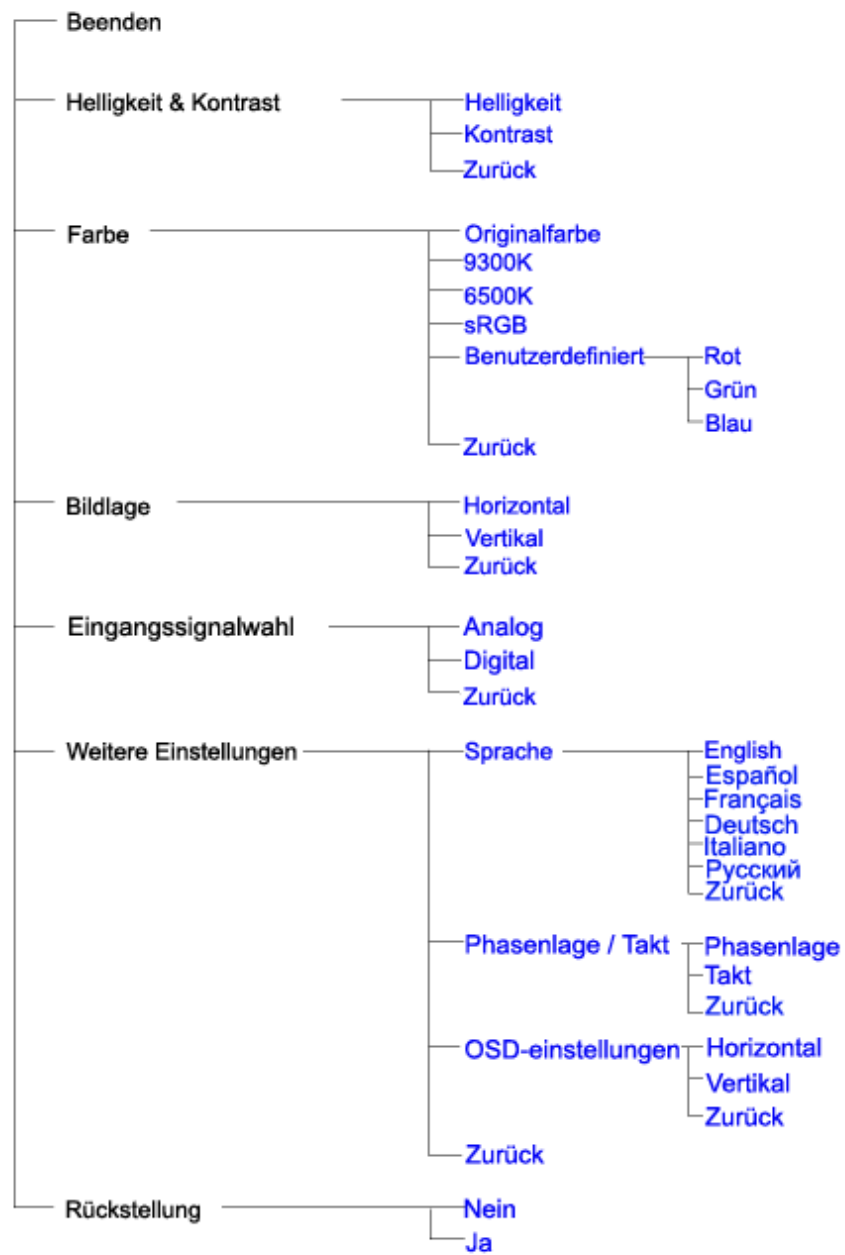 Beenden
Helligkeit & Kontrast
Helligkeit
Kontrast
Zurück
Farbe
Originalfarbe
9300K
6500K
sRGB
Benutzerdefiniert
Rot
Grün
Blau
Zurück
Bildlage
Horizontal
Vertikal
Zurück
Eingangssignalwahl
Analog
Digital
Zurück
Weitere Einstellungen
Sprache
English
Español
Français
Deutsch
Italiano
Русский
Zurück
Phasenlage / Takt
Phasenlage
Takt
Zurück
OSD-einstellungen
Horizontal
Vertikal
Zurück
Zurück
Rückstellung
Nein
Ja